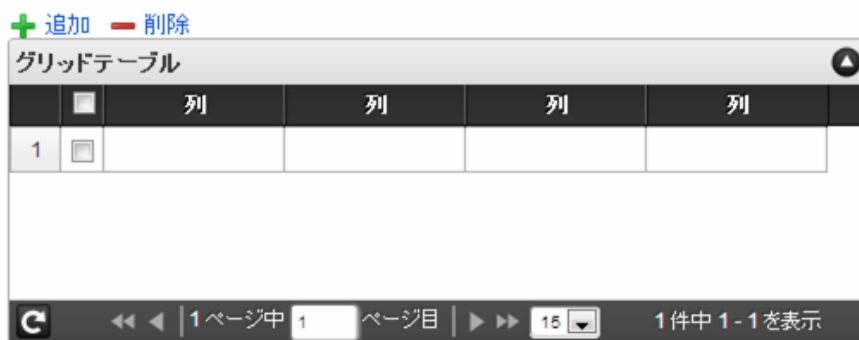 追加 削除
グリッドテーブル
列 列 列 列
1
1 ページ中 1 ページ目 15 1 件中 1 - 1 を表示